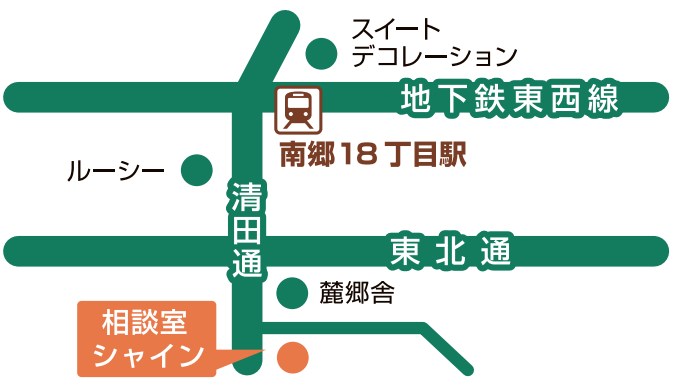 スイート
デコレーション
地下鉄東西線
南郷18丁目駅
ルーシー
清田通
東北通
麓郷舎
相談室
シャイン